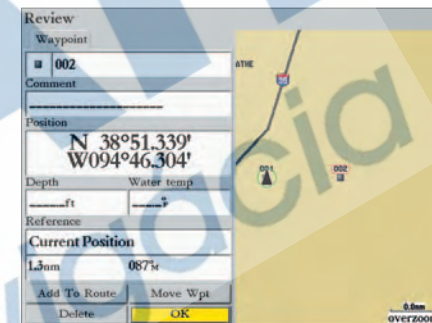 Review
Waypoint
002
Comment
--------------------
Position
N 38°51.339'
W094°46.304'
Depth
Water temp
-----ft
-----°F
Reference
Current Position
1.3nm
087°M
Add To Route
Move Wpt
Delete
OK
ATHE
35
001
002
0.0nm
overzoom